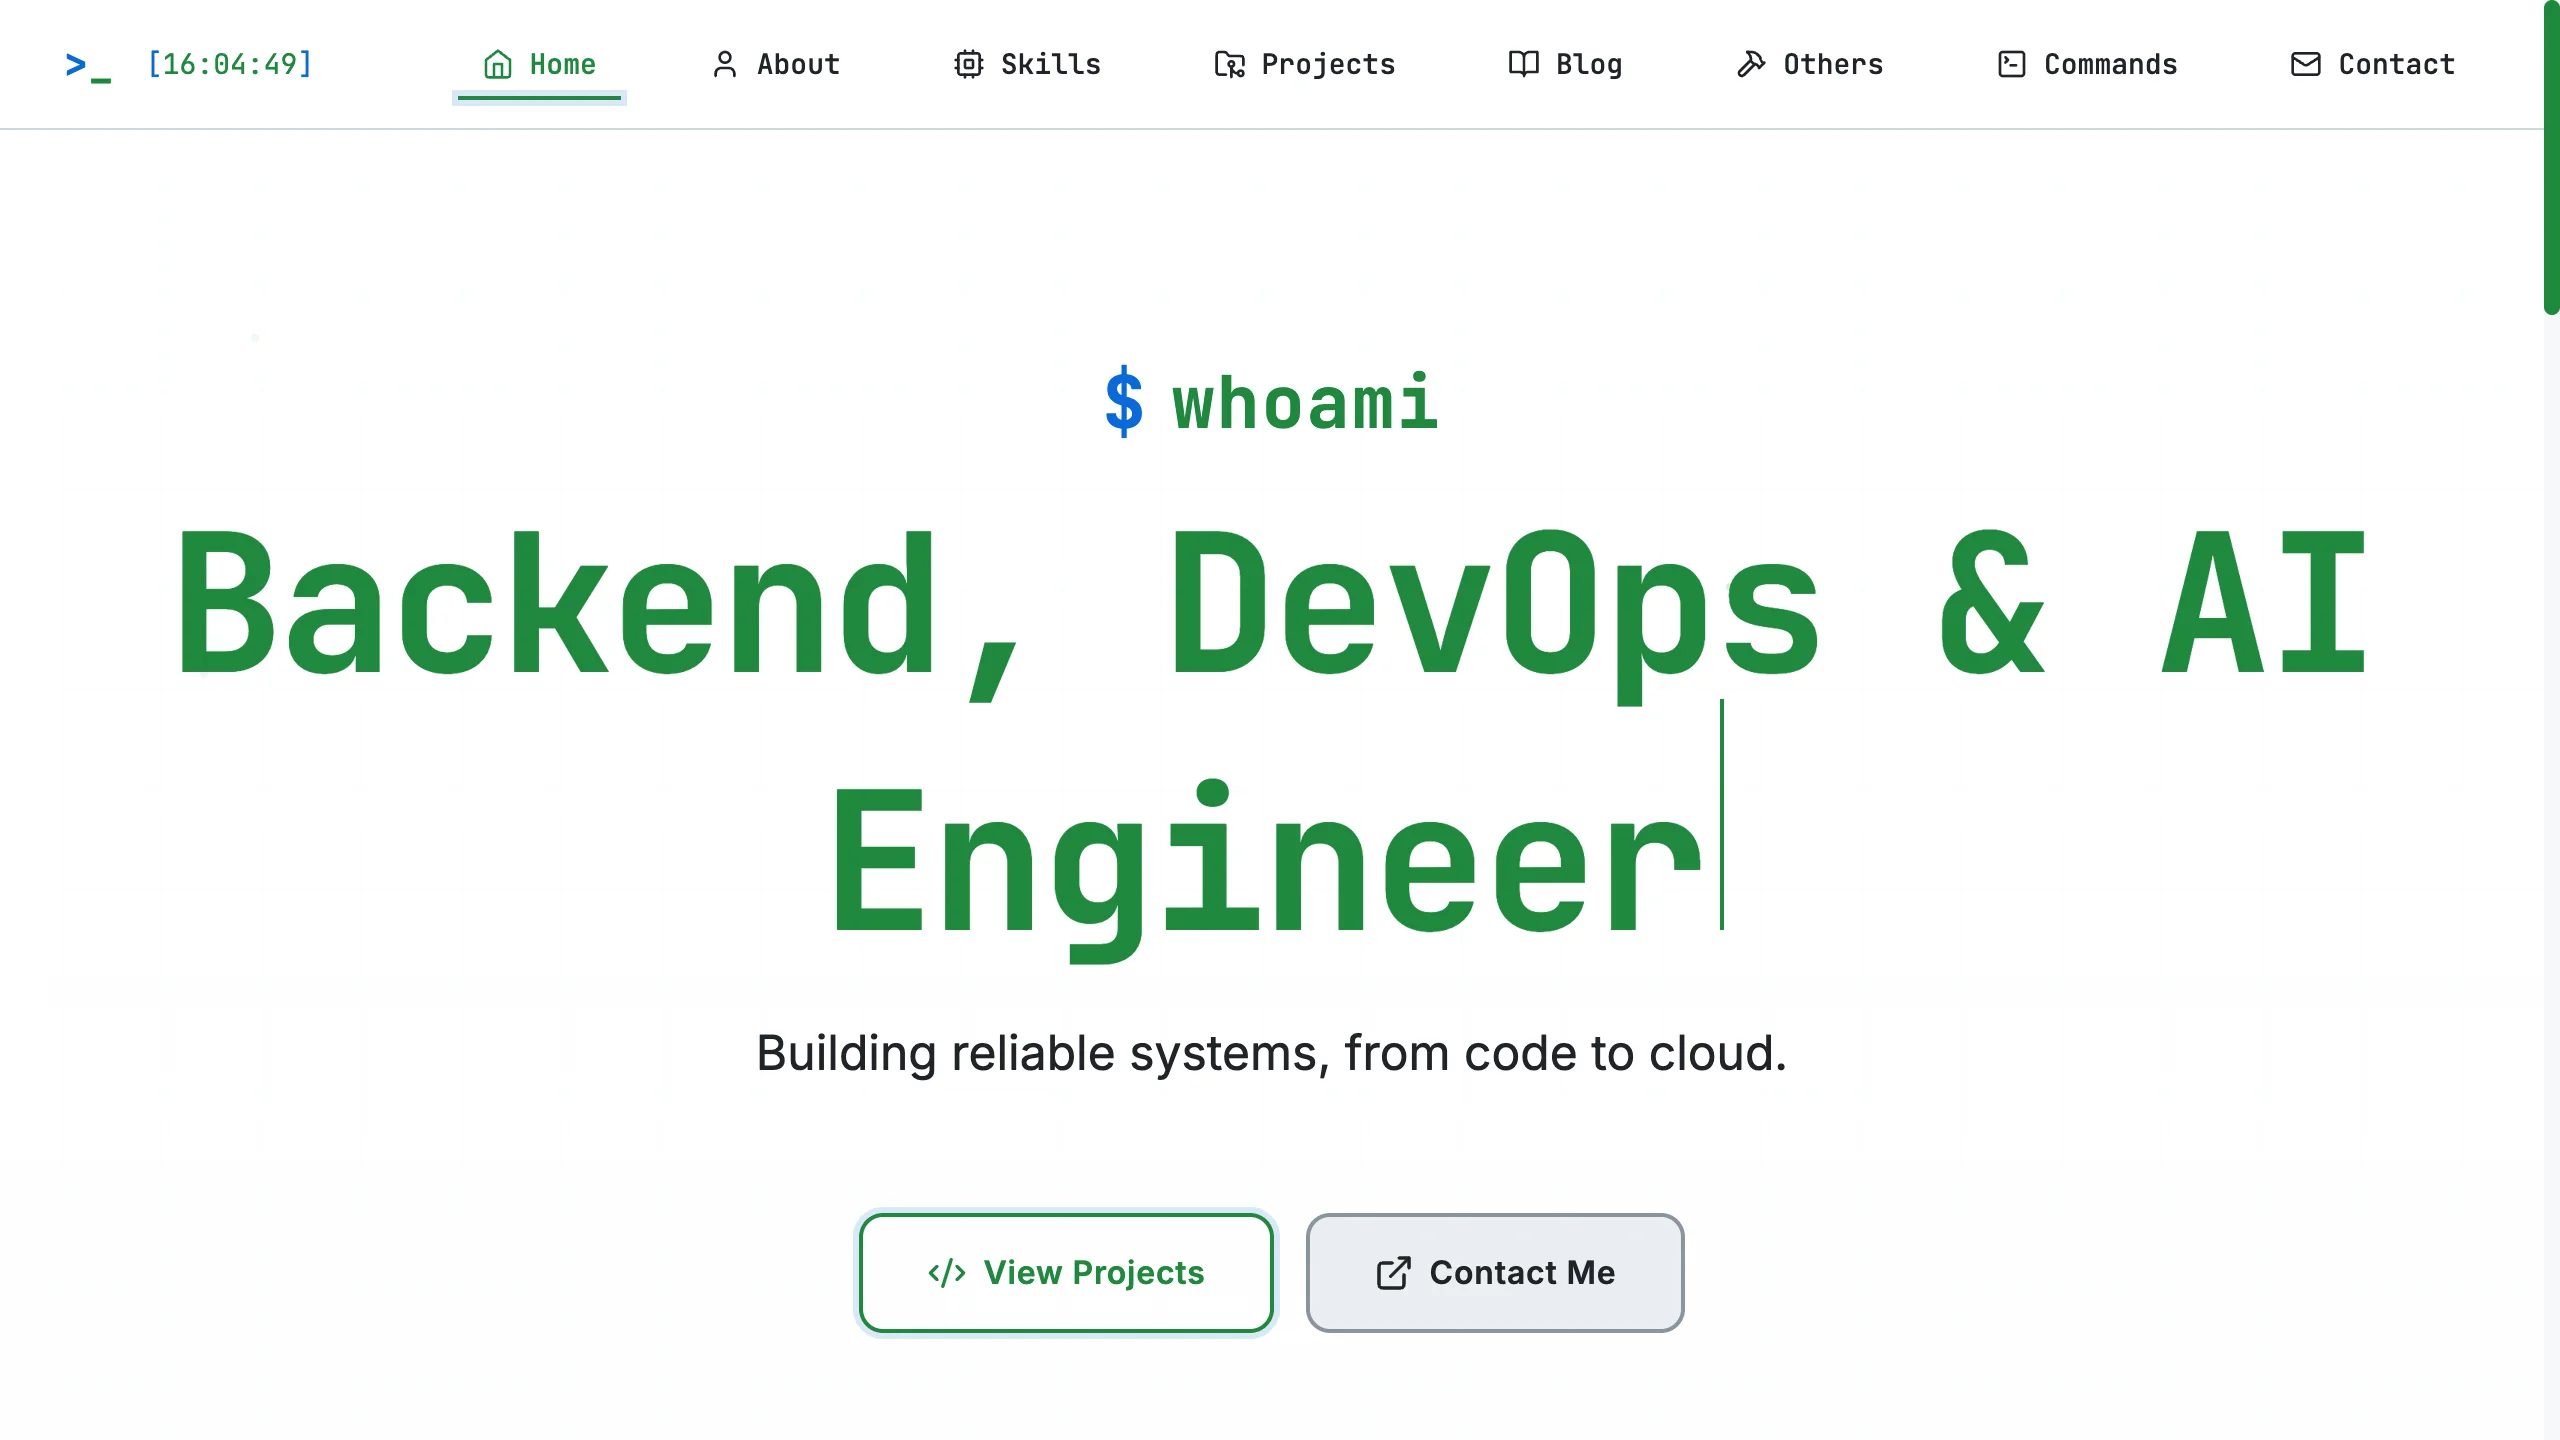 >_ [16:04:49] Home About Skills Projects Blog Others Commands Contact
$ whoami
Backend, DevOps & AI
Engineer
Building reliable systems, from code to cloud.
</> View Projects Contact Me